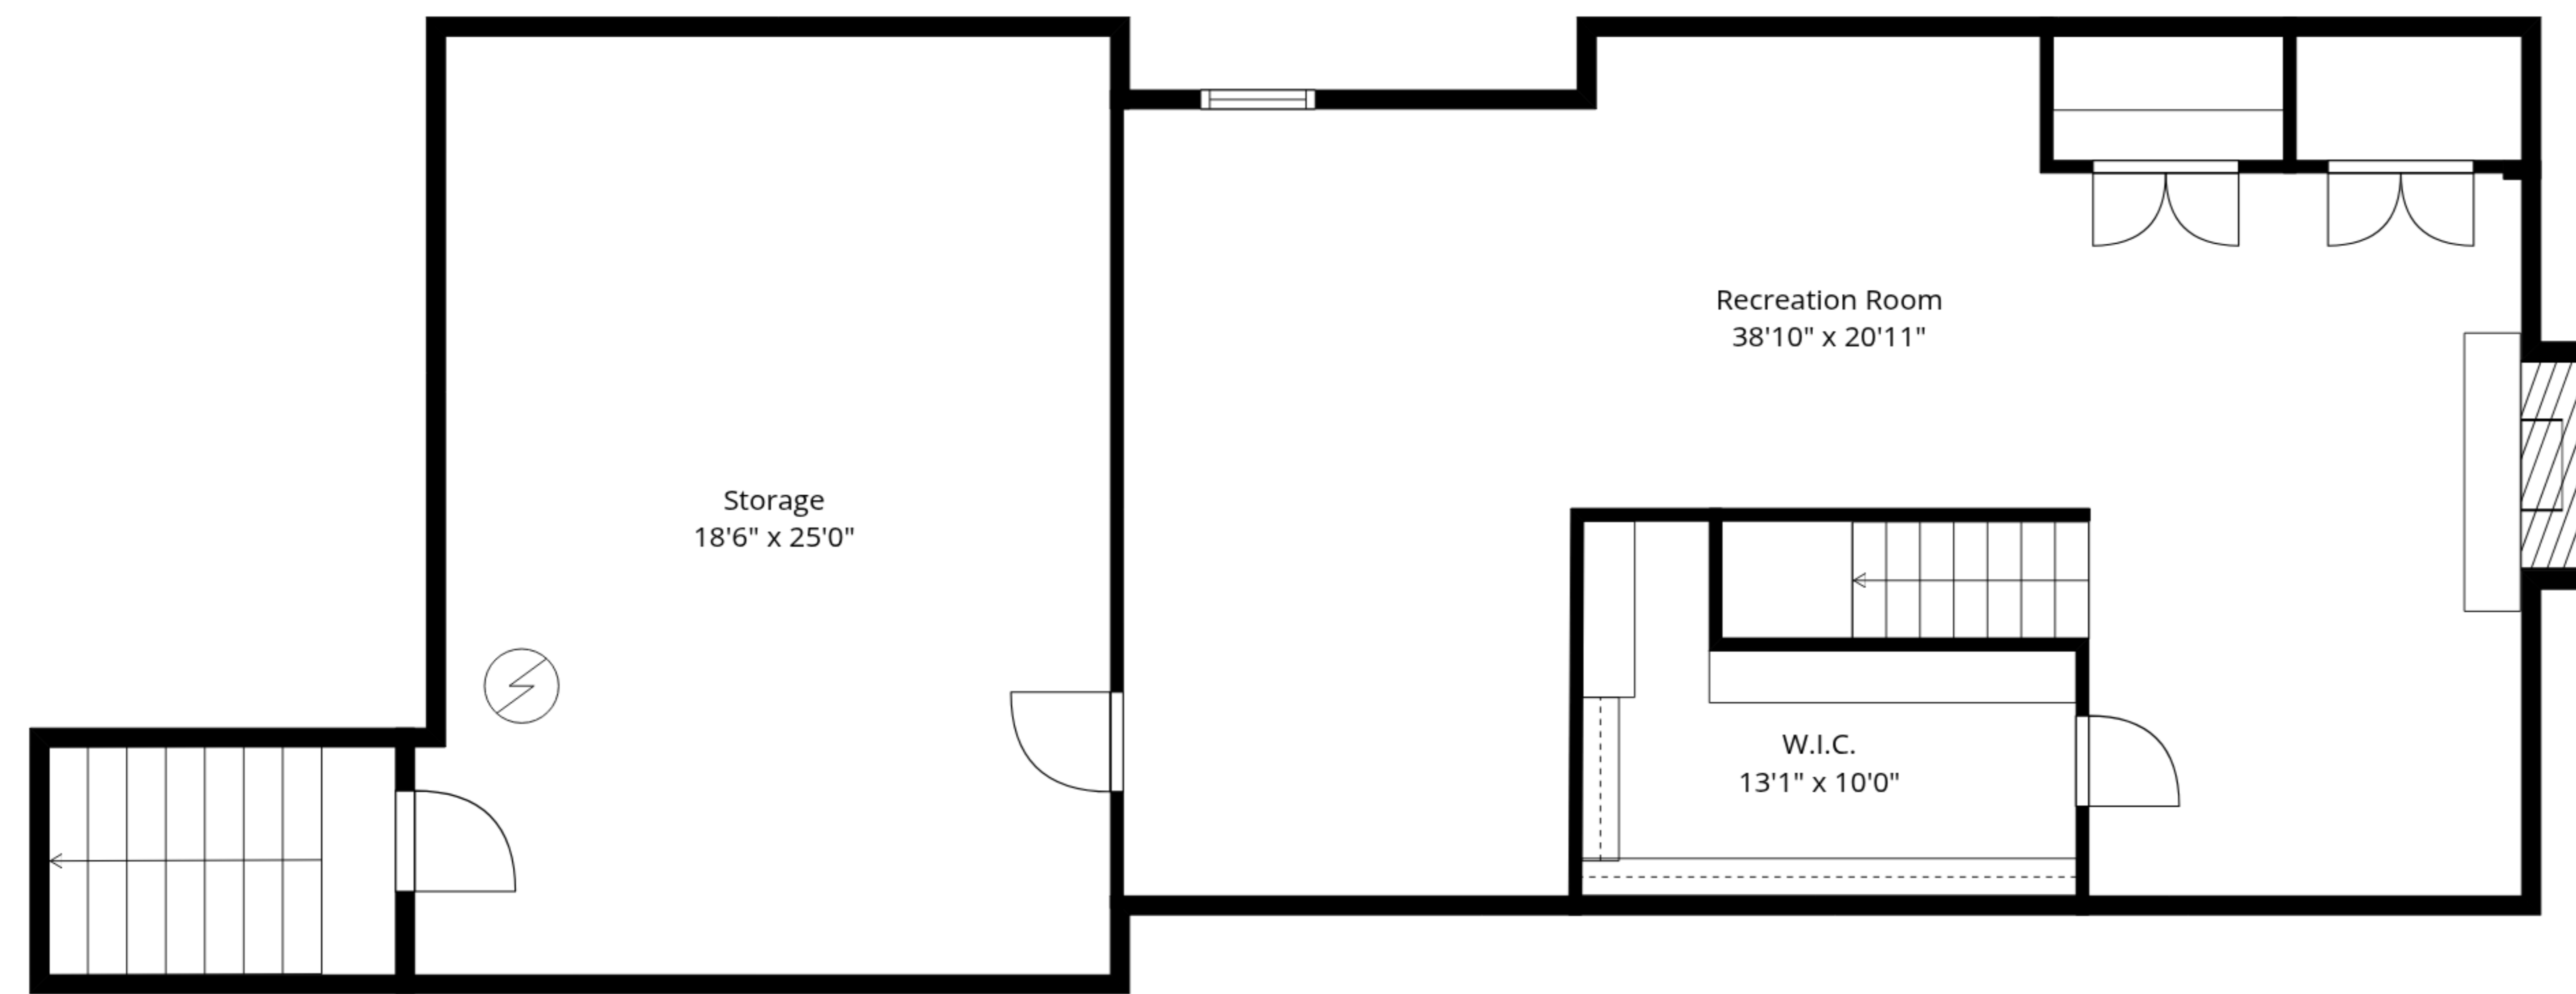 Recreation Room
38'10" x 20'11"
Storage
18'6" x 25'0"
W.I.C.
13'1" x 10'0"